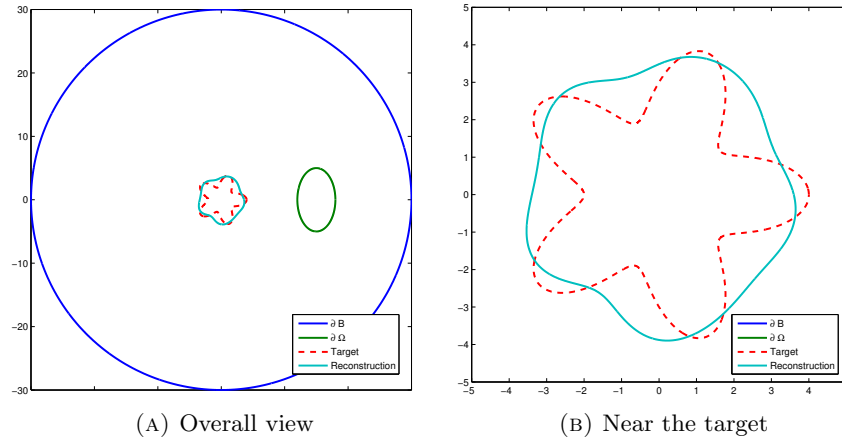 30
20
10
0
−10
−20
−30
∂ B
∂ Ω
Target
Reconstruction
(A) Overall view
5
4
3
2
1
0
−1
−2
−3
−4
−5
−5 −4 −3 −2 −1 0 1 2 3 4 5
∂ B
∂ Ω
Target
Reconstruction
(B) Near the target